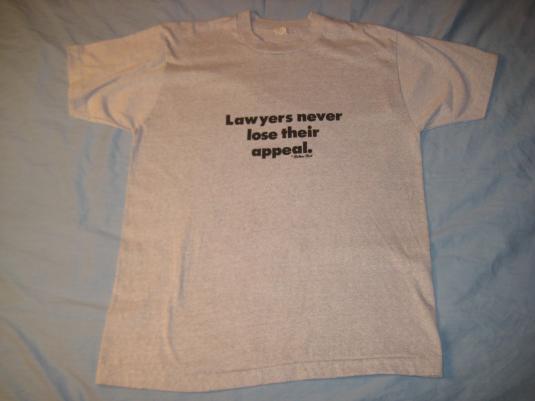 Lawyers never
lose their
appeal.